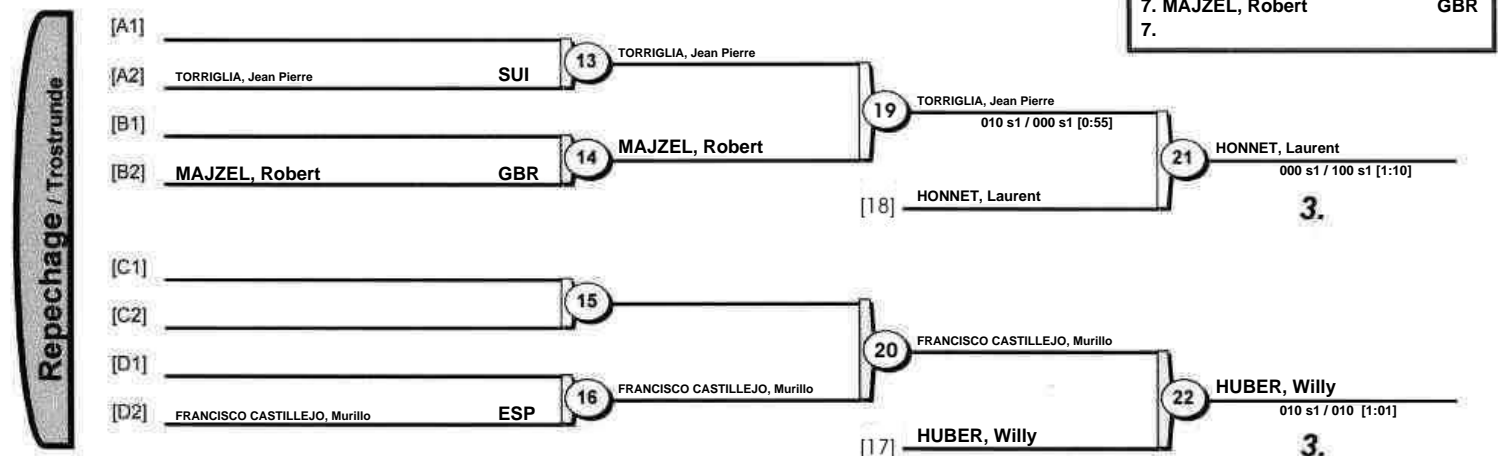 7. MAJZEL, Robert GBR
7.
Repechage / Trostrunde
[A1]
[A2] TORRIGLIA, Jean Pierre SUI
13
TORRIGLIA, Jean Pierre
[B1]
[B2] MAJZEL, Robert GBR
14
MAJZEL, Robert
19
TORRIGLIA, Jean Pierre
010 s1 / 000 s1 [0:55]
[18] HONNET, Laurent
21
HONNET, Laurent
000 s1 / 100 s1 [1:10]
3.
[C1]
[C2]
15
[D1]
[D2] FRANCISCO CASTILLEJO, Murillo ESP
16
FRANCISCO CASTILLEJO, Murillo
20
FRANCISCO CASTILLEJO, Murillo
[17] HUBER, Willy
22
HUBER, Willy
010 s1 / 010 [1:01]
3.